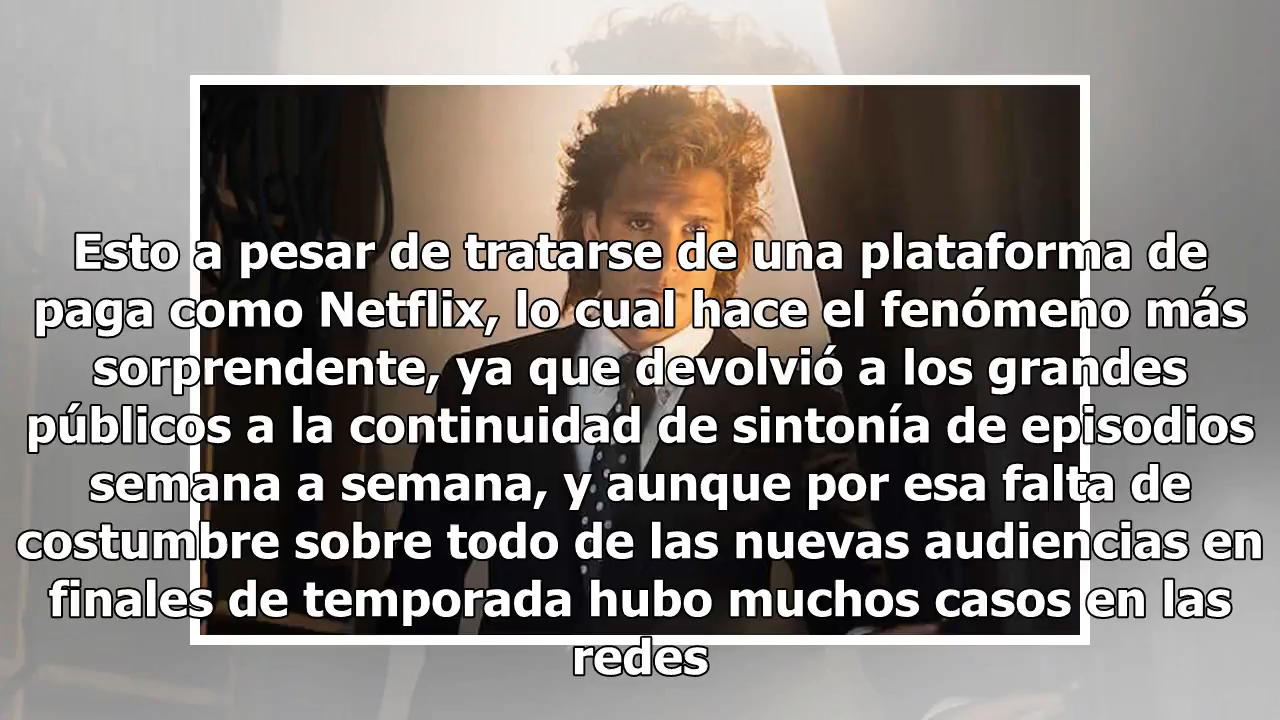 Esto a pesar de tratarse de una plataforma de
paga como Netflix, lo cual hace el fenómeno más
sorprendente, ya que devolvió a los grandes
públicos a la continuidad de sintonía de episodios
semana a semana, y aunque por esa falta de
costumbre sobre todo de las nuevas audiencias en
finales de temporada hubo muchos casos en las
redes